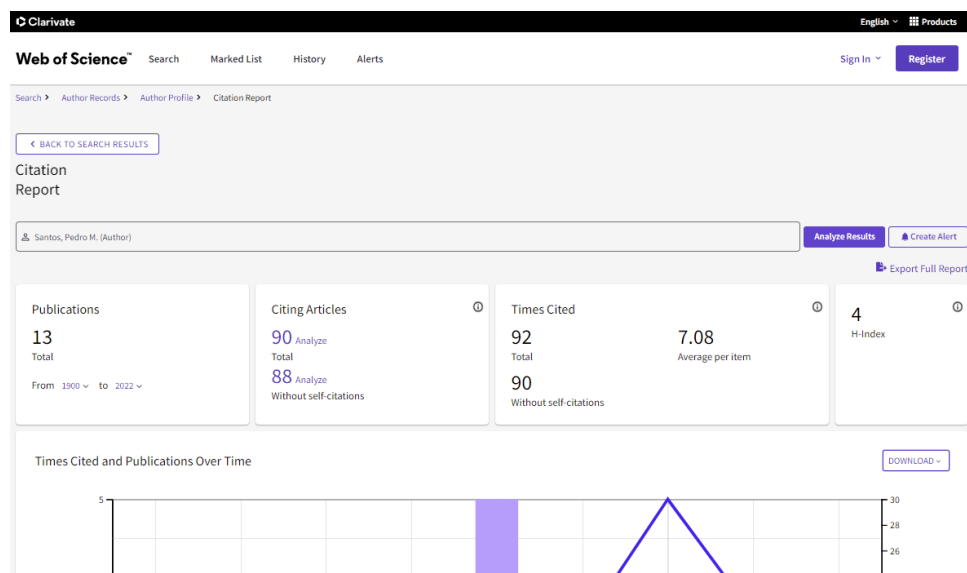 Clarivate English Products
Web of Science™ Search Marked List History Alerts Sign In Register
Search > Author Records > Author Profile > Citation Report
< BACK TO SEARCH RESULTS
Citation
Report
Santos, Pedro M. (Author) Analyze Results Create Alert
Export Full Report
Publications
13
Total
From 1900 to 2022
Citing Articles
90 Analyze
Total
88 Analyze
Without self-citations
Times Cited
92
Total
7.08
Average per item
90
Without self-citations
4
H-Index
Times Cited and Publications Over Time DOWNLOAD
5
30
28
26